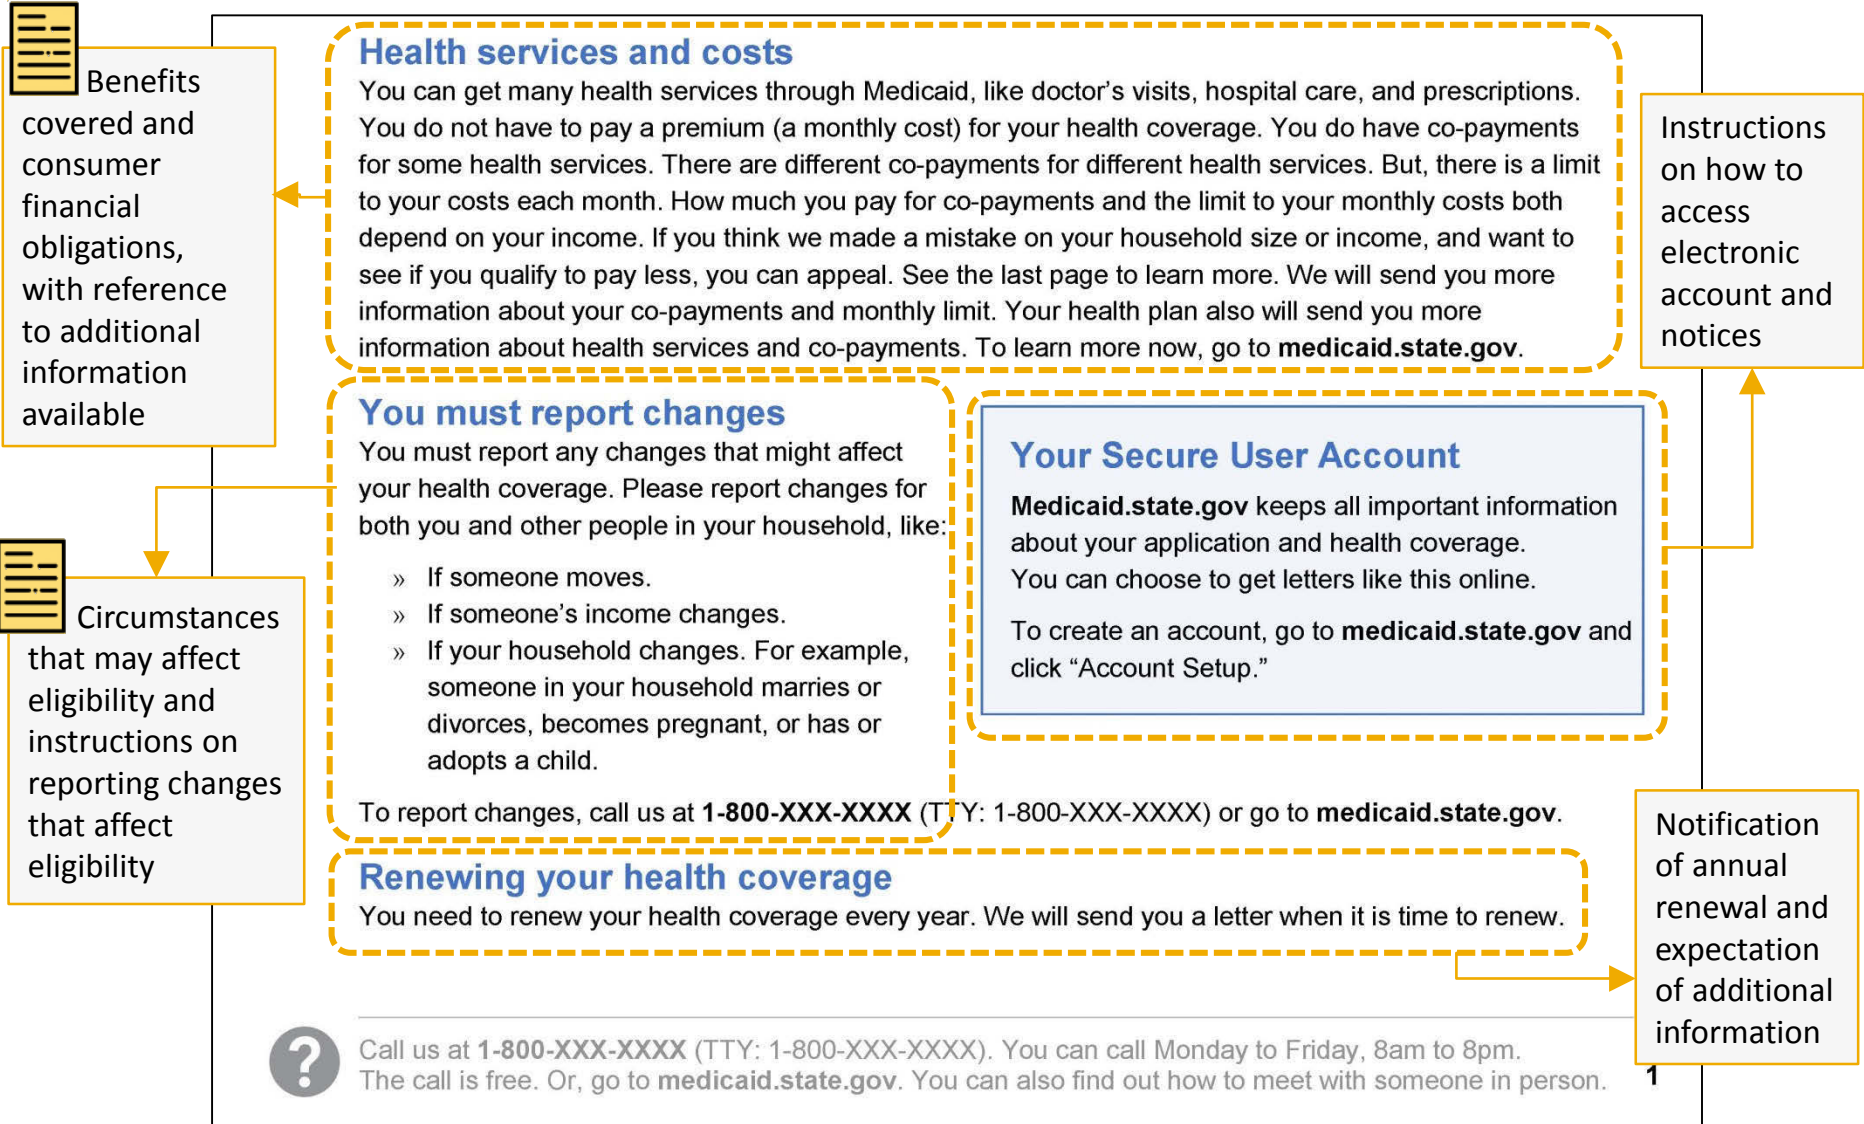 Benefits
covered and
consumer
financial
obligations,
with reference
to additional
information
available
Health services and costs
You can get many health services through Medicaid, like doctor’s visits, hospital care, and prescriptions.
You do not have to pay a premium (a monthly cost) for your health coverage. You do have co-payments
for some health services. There are different co-payments for different health services. But, there is a limit
to your costs each month. How much you pay for co-payments and the limit to your monthly costs both
depend on your income. If you think we made a mistake on your household size or income, and want to
see if you qualify to pay less, you can appeal. See the last page to learn more. We will send you more
information about your co-payments and monthly limit. Your health plan also will send you more
information about health services and co-payments. To learn more now, go to medicaid.state.gov.
Instructions
on how to
access
electronic
account and
notices
Circumstances
that may affect
eligibility and
instructions on
reporting changes
that affect
eligibility
You must report changes
You must report any changes that might affect
your health coverage. Please report changes for
both you and other people in your household, like:
» If someone moves.
» If someone’s income changes.
» If your household changes. For example,
someone in your household marries or
divorces, becomes pregnant, or has or
adopts a child.
To report changes, call us at 1-800-XXX-XXXX (TTY: 1-800-XXX-XXXX) or go to medicaid.state.gov.
Your Secure User Account
Medicaid.state.gov keeps all important information
about your application and health coverage.
You can choose to get letters like this online.
To create an account, go to medicaid.state.gov and
click “Account Setup.”
Renewing your health coverage
You need to renew your health coverage every year. We will send you a letter when it is time to renew.
Notification
of annual
renewal and
expectation
of additional
information
?
Call us at 1-800-XXX-XXXX (TTY: 1-800-XXX-XXXX). You can call Monday to Friday, 8am to 8pm.
The call is free. Or, go to medicaid.state.gov. You can also find out how to meet with someone in person.
1